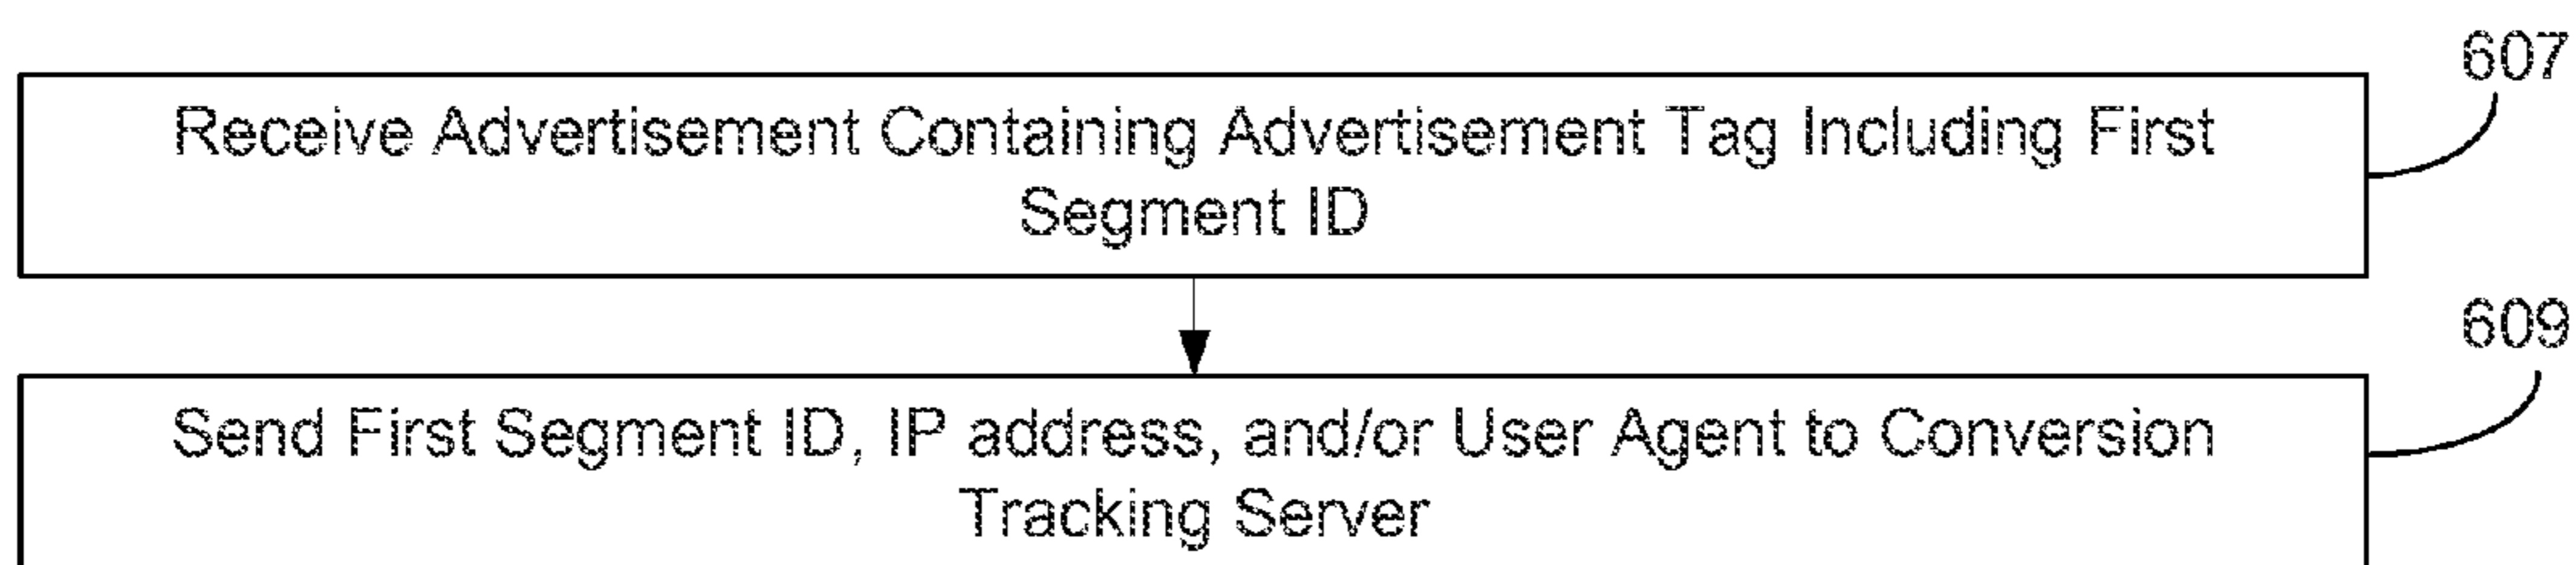 607
Receive Advertisement Containing Advertisement Tag Including First
Segment ID
609
Send First Segment ID, IP address, and/or User Agent to Conversion
Tracking Server